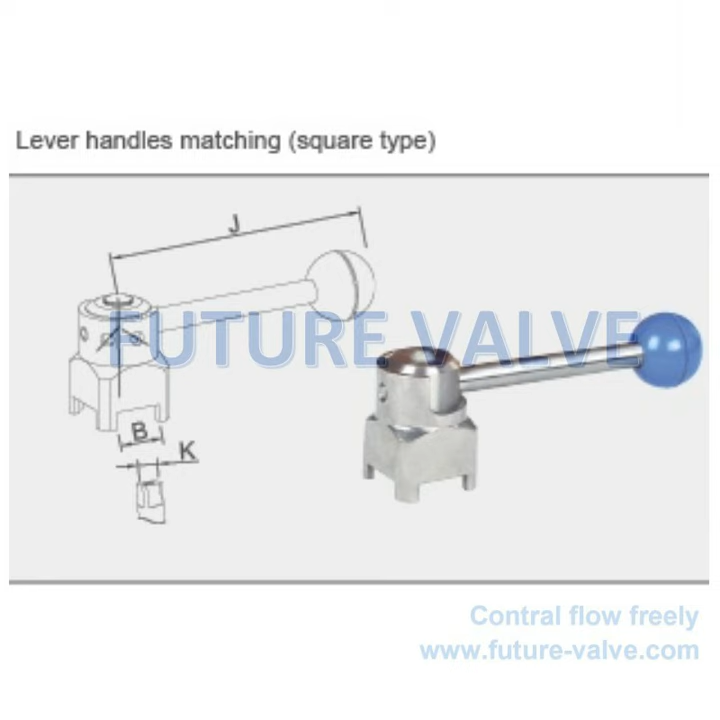 Lever handles matching (square type)
J
FUTURE VALVE
B
K
Contral flow freely
www.future-valve.com